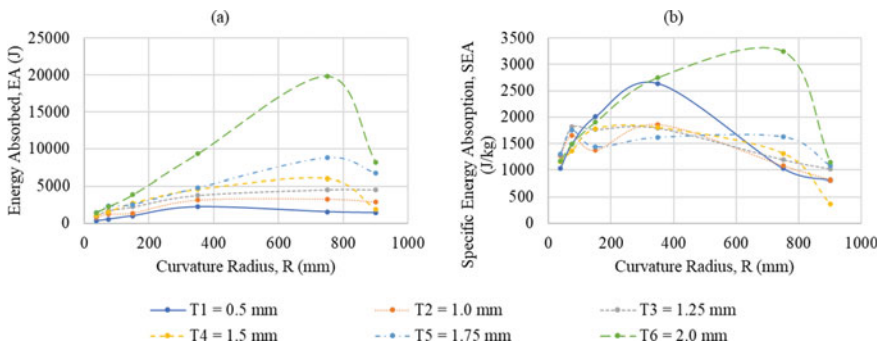 (a)
Energy Absorbed, EA (J)
25000
20000
15000
10000
5000
0
0 200 400 600 800 1000
Curvature Radius, R (mm)
(b)
Specific Energy Absorption, SEA
(J/kg)
3500
3000
2500
2000
1500
1000
500
0
0 200 400 600 800 1000
Curvature Radius, R (mm)
T1 = 0.5 mm T2 = 1.0 mm T3 = 1.25 mm
T4 = 1.5 mm T5 = 1.75 mm T6 = 2.0 mm